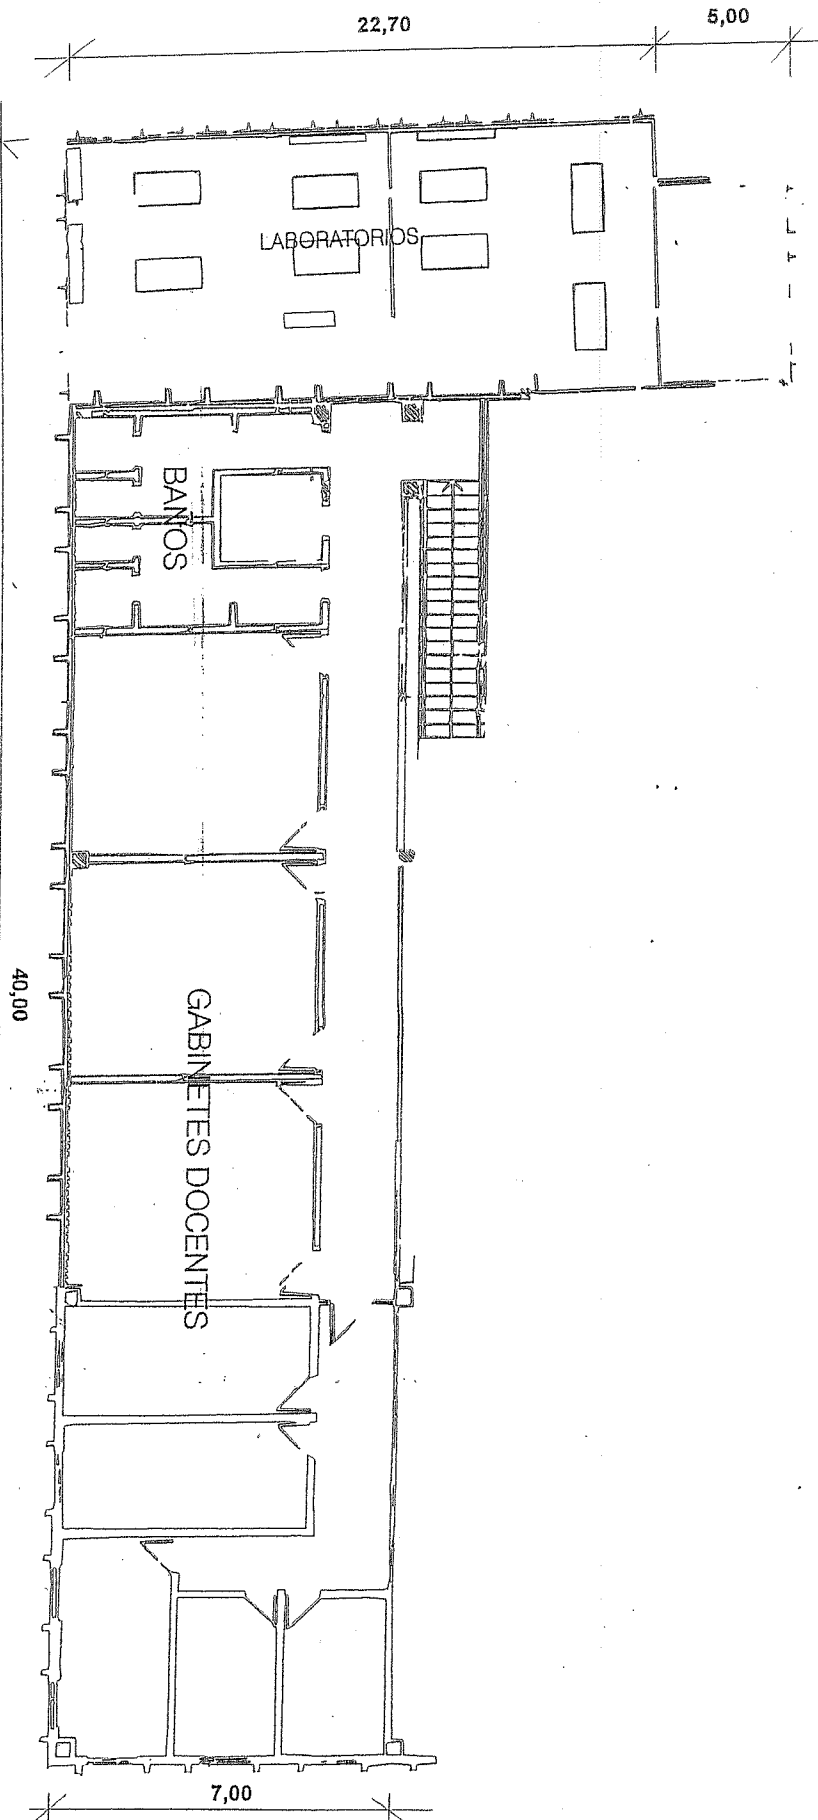 22,70
5,00
LABORATORIOS
BAÑOS
40,00
GABINETES DOCENTES
7,00